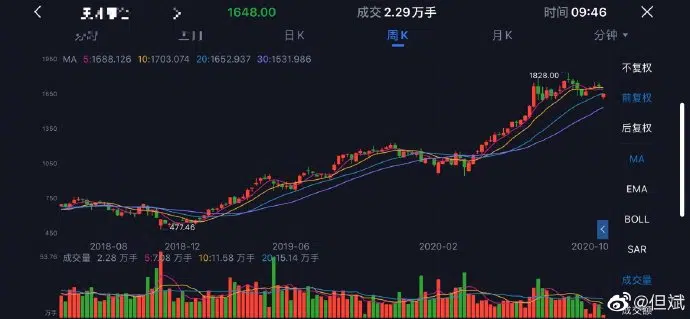 1648.00 成交 2.29 万手 时间 09:46
日K 周K 月K 分钟
MA 5:1688.126 10:1703.074 20:1652.937 30:1531.986
1950
1650
1350
1050
750
450
1828.00
477.46
2018-08 2018-12 2019-06 2020-02 2020-10
53.76 成交量 2.28 万手 5:7.08 万手 10:11.58 万手 20:15.14 万手
万手
不复权
前复权
后复权
MA
EMA
BOLL
SAR
成交量
成交额
@但斌